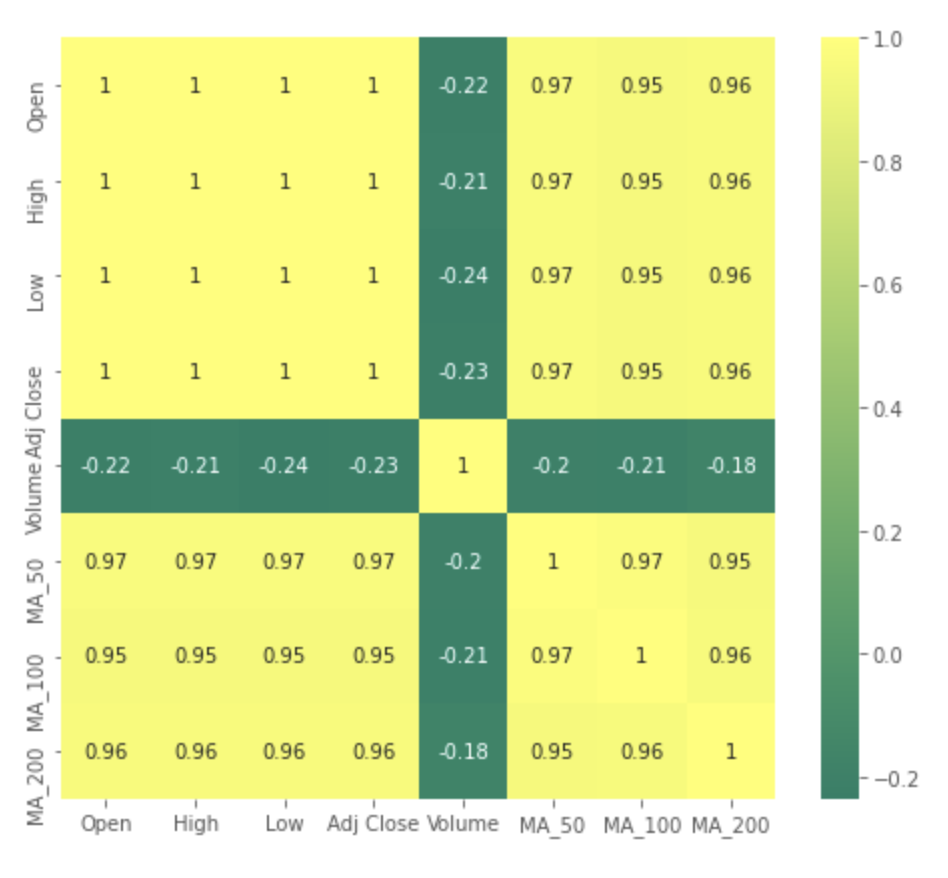 Open 1 1 1 1 -0.22 0.97 0.95 0.96
High 1 1 1 1 -0.21 0.97 0.95 0.96
Low 1 1 1 1 -0.24 0.97 0.95 0.96
Adj Close 1 1 1 1 -0.23 0.97 0.95 0.96
Volume -0.22 -0.21 -0.24 -0.23 1 -0.2 -0.21 -0.18
MA_50 0.97 0.97 0.97 0.97 -0.2 1 0.97 0.95
MA_100 0.95 0.95 0.95 0.95 -0.21 0.97 1 0.96
MA_200 0.96 0.96 0.96 0.96 -0.18 0.95 0.96 1
Open High Low Adj Close Volume MA_50 MA_100 MA_200
1.0
0.8
0.6
0.4
0.2
0.0
−0.2